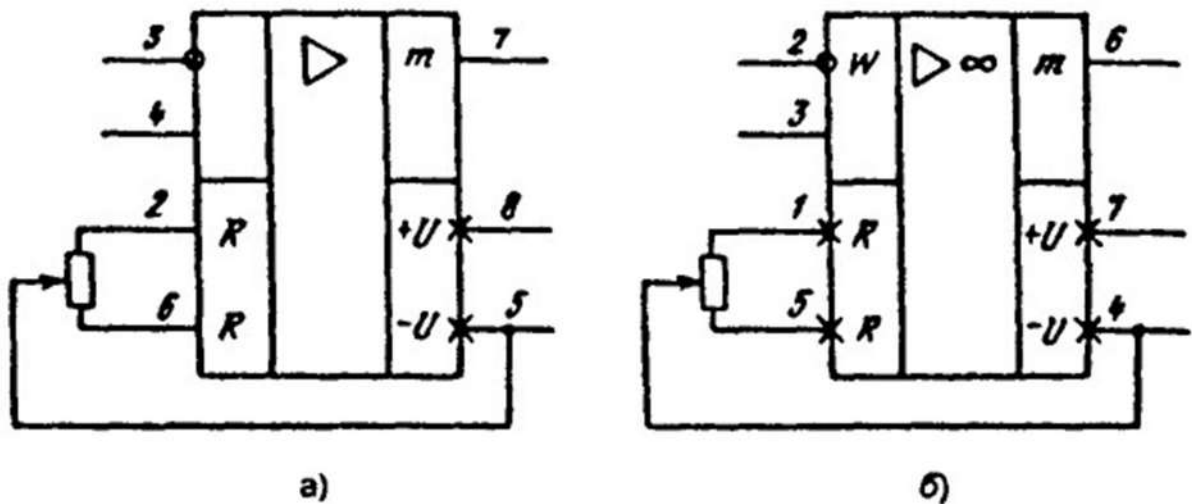 3 ▷ m 7
4
2 R +U 8
6 R -U 5
а)
2 W ▷ ∞ m 6
3
1 R +U 7
5 R -U 4
б)